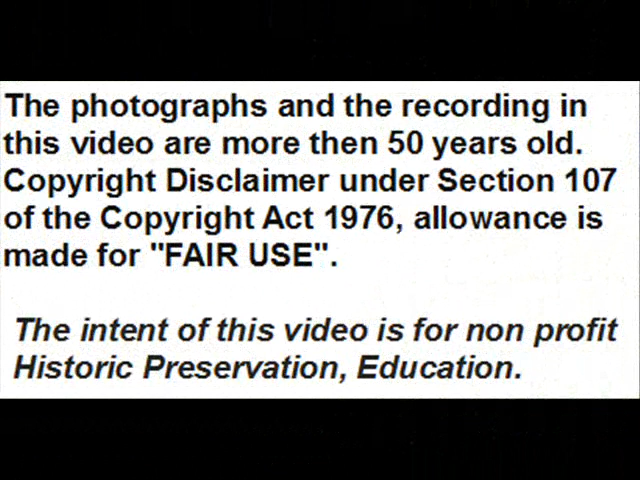 The photographs and the recording in
this video are more then 50 years old.
Copyright Disclaimer under Section 107
of the Copyright Act 1976, allowance is
made for "FAIR USE".
The intent of this video is for non profit
Historic Preservation, Education.